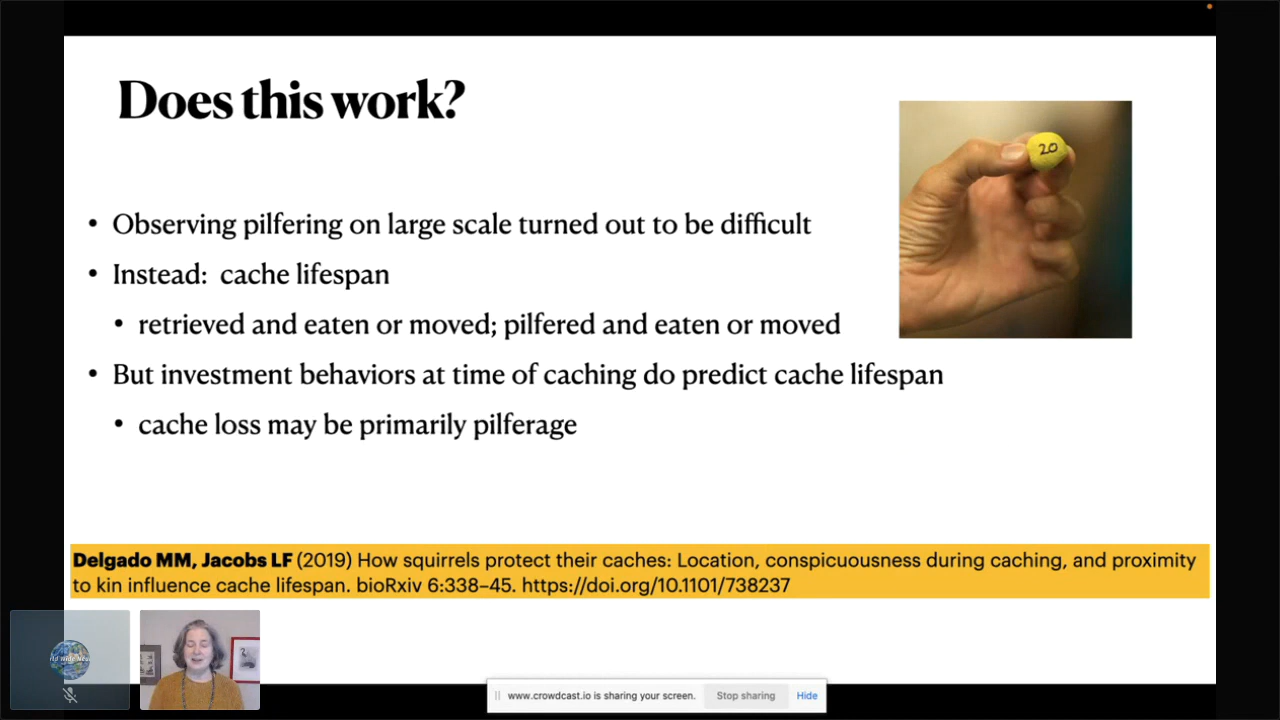 Does this work?
20
• Observing pilfering on large scale turned out to be difficult
• Instead: cache lifespan
• retrieved and eaten or moved; pilfered and eaten or moved
• But investment behaviors at time of caching do predict cache lifespan
• cache loss may be primarily pilferage
Delgado MM, Jacobs LF (2019) How squirrels protect their caches: Location, conspicuousness during caching, and proximity
to kin influence cache lifespan. bioRxiv 6:338–45. https://doi.org/10.1101/738237
www.crowdcast.io is sharing your screen. Stop sharing Hide